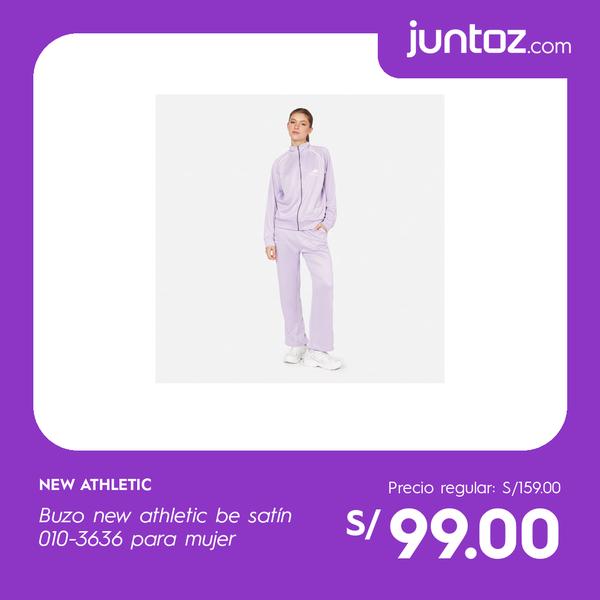 juntoz.com
NEW ATHLETIC
Buzo new athletic be satín
010-3636 para mujer
Precio regular: S/159.00
S/99.00